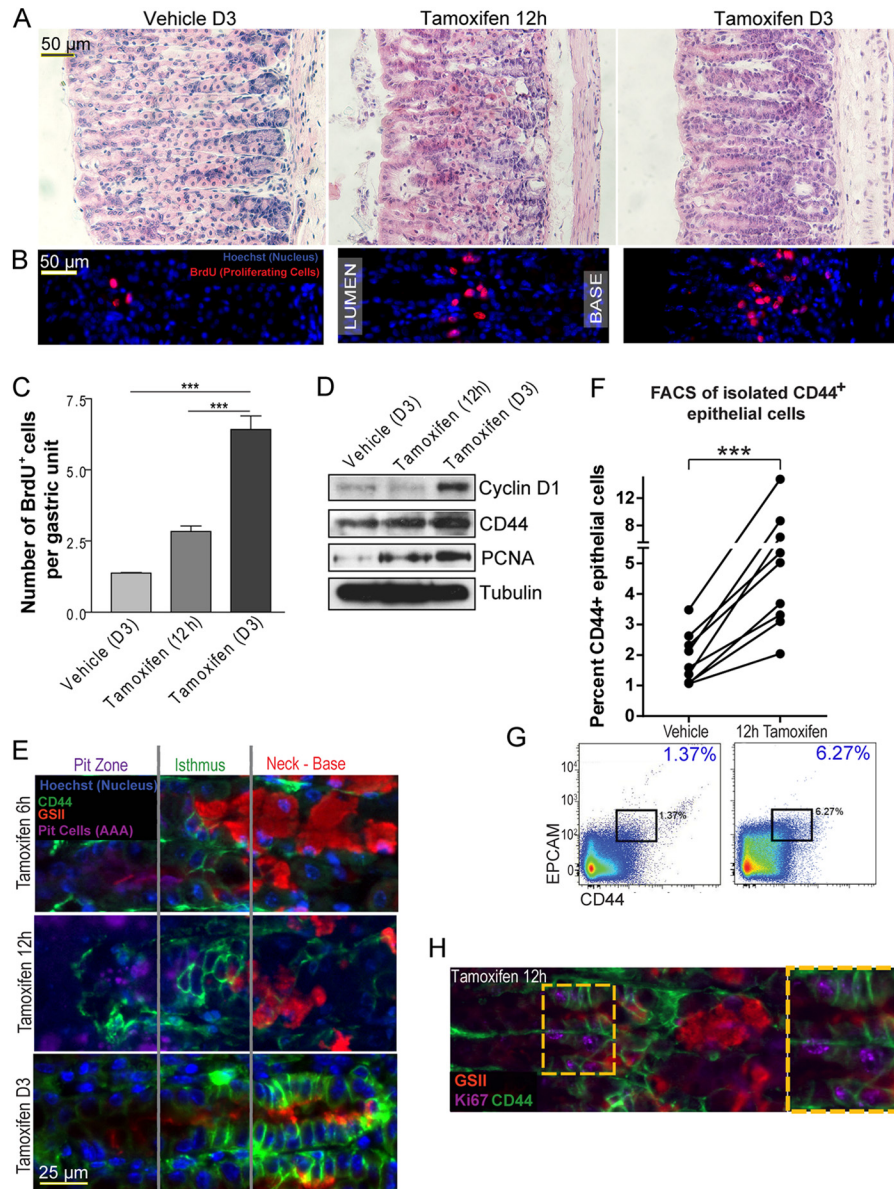 A
Vehicle D3
Tamoxifen 12h
Tamoxifen D3
50 µm
B
50 µm
Hoechst (Nucleus)
BrdU (Proliferating Cells)
LUMEN
BASE
C
***
***
Number of BrdU+ cells
per gastric unit
7.5
5.0
2.5
0.0
Vehicle (D3)
Tamoxifen (12h)
Tamoxifen (D3)
D
Vehicle (D3)
Tamoxifen (12h)
Tamoxifen (D3)
Cyclin D1
CD44
PCNA
Tubulin
F
FACS of isolated CD44+
epithelial cells
***
Percent CD44+ epithelial cells
12
8
5
4
3
2
1
0
Vehicle
12h Tamoxifen
E
Pit Zone
Isthmus
Neck - Base
Hoechst (Nucleus)
CD44
GSII
Pit Cells (AAA)
Tamoxifen 6h
Tamoxifen 12h
Tamoxifen D3
25 µm
G
1.37%
6.27%
10⁴
10³
10²
0
1.37%
6.27%
EPCAM
CD44
H
Tamoxifen 12h
GSII
Ki67 CD44